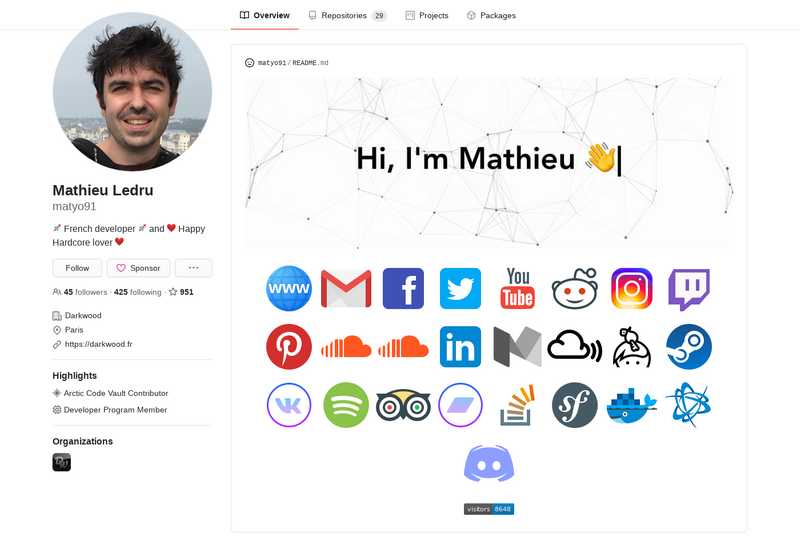 Overview
Repositories 29
Projects
Packages
matyo91/README.md
Hi, I'm Mathieu 👋
Mathieu Ledru
matyo91
🚀 French developer 🚀 and ❤️ Happy
Hardcore lover ❤️
Follow
Sponsor
···
45 followers · 425 following · 951
Darkwood
Paris
https://darkwood.fr
Highlights
Arctic Code Vault Contributor
Developer Program Member
Organizations
WWW
You
Tube
in
sf
visitors 8648